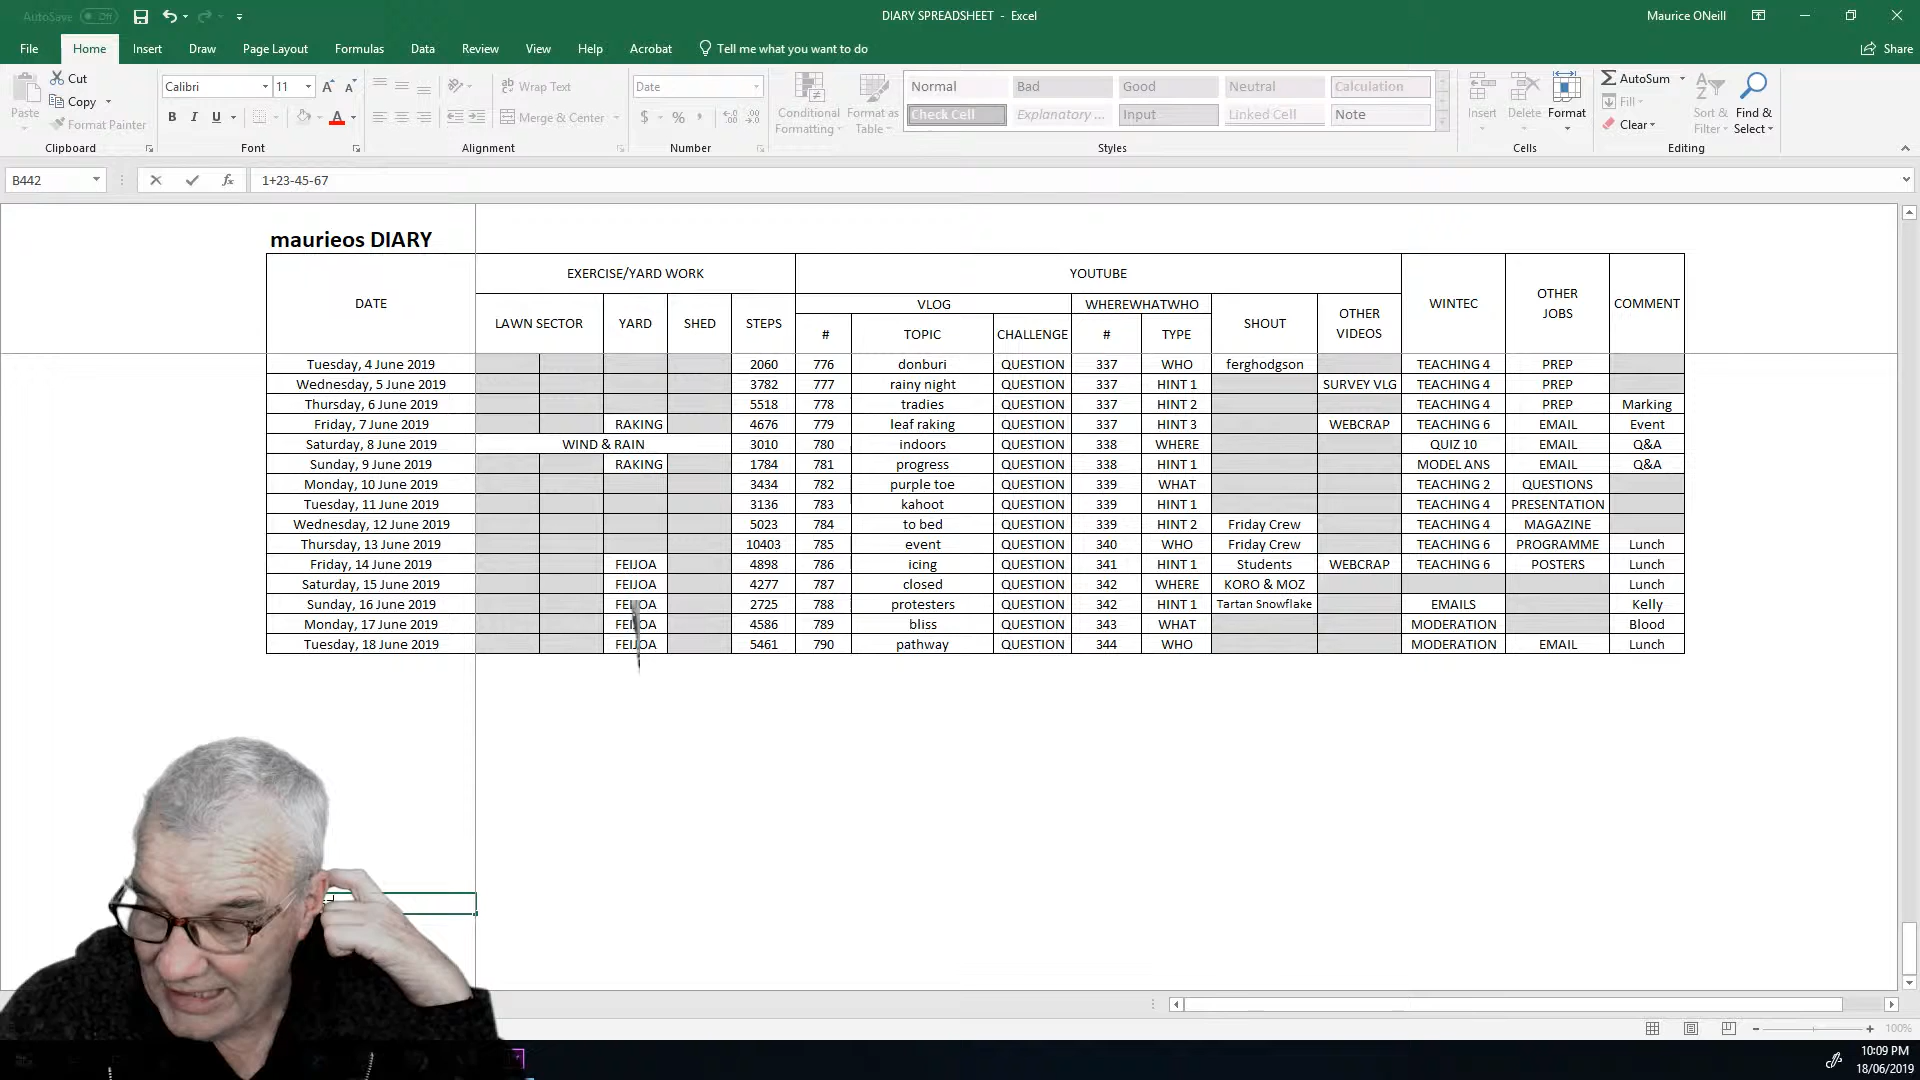 AutoSave Off DIARY SPREADSHEET - Excel Maurice ONeill
File Home Insert Draw Page Layout Formulas Data Review View Help Acrobat Tell me what you want to do Share
Cut Calibri 11 Wrap Text Date Normal Bad Good Neutral Calculation AutoSum
Paste Copy Fill
Format Painter Merge & Center Conditional Formatting Format as Table Check Cell Explanatory ... Input Linked Cell Note Insert Delete Format Clear Sort & Filter Find & Select
Clipboard Font Alignment Number Styles Cells Editing
B442 fx 1+23-45-67
maurieos DIARY
DATE EXERCISE/YARD WORK YOUTUBE WINTEC OTHER JOBS COMMENT
LAWN SECTOR YARD SHED STEPS VLOG WHEREWHATWHO SHOUT OTHER VIDEOS
# TOPIC CHALLENGE # TYPE
Tuesday, 4 June 2019 2060 776 donburi QUESTION 337 WHO ferghodgson TEACHING 4 PREP
Wednesday, 5 June 2019 3782 777 rainy night QUESTION 337 HINT 1 SURVEY VLG TEACHING 4 PREP
Thursday, 6 June 2019 5518 778 tradies QUESTION 337 HINT 2 TEACHING 4 PREP Marking
Friday, 7 June 2019 RAKING 4676 779 leaf raking QUESTION 337 HINT 3 WEBCRAP TEACHING 6 EMAIL Event
Saturday, 8 June 2019 WIND & RAIN 3010 780 indoors QUESTION 338 WHERE QUIZ 10 EMAIL Q&A
Sunday, 9 June 2019 RAKING 1784 781 progress QUESTION 338 HINT 1 MODEL ANS EMAIL Q&A
Monday, 10 June 2019 3434 782 purple toe QUESTION 339 WHAT TEACHING 2 QUESTIONS
Tuesday, 11 June 2019 3136 783 kahoot QUESTION 339 HINT 1 TEACHING 4 PRESENTATION
Wednesday, 12 June 2019 5023 784 to bed QUESTION 339 HINT 2 Friday Crew TEACHING 4 MAGAZINE
Thursday, 13 June 2019 10403 785 event QUESTION 340 WHO Friday Crew TEACHING 6 PROGRAMME Lunch
Friday, 14 June 2019 FEIJOA 4898 786 icing QUESTION 341 HINT 1 Students WEBCRAP TEACHING 6 POSTERS Lunch
Saturday, 15 June 2019 FEIJOA 4277 787 closed QUESTION 342 WHERE KORO & MOZ Lunch
Sunday, 16 June 2019 FEIJOA 2725 788 protesters QUESTION 342 HINT 1 Tartan Snowflake EMAILS Kelly
Monday, 17 June 2019 FEIJOA 4586 789 bliss QUESTION 343 WHAT MODERATION Blood
Tuesday, 18 June 2019 FEIJOA 5461 790 pathway QUESTION 344 WHO MODERATION EMAIL Lunch
100%
10:09 PM
18/06/2019